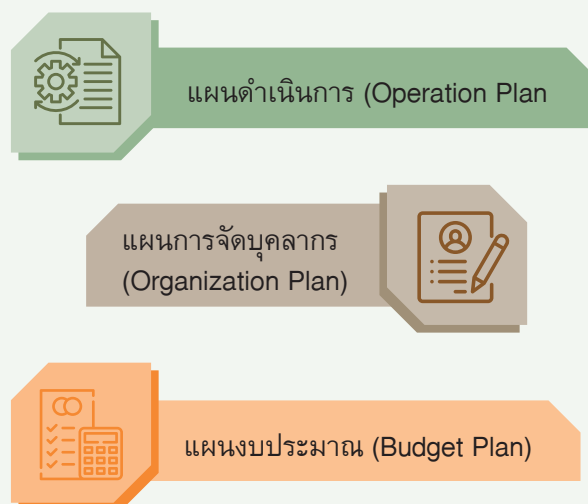 แผนดำเนินการ (Operation Plan
แผนการจัดบุคลากร
(Organization Plan)
แผนงบประมาณ (Budget Plan)